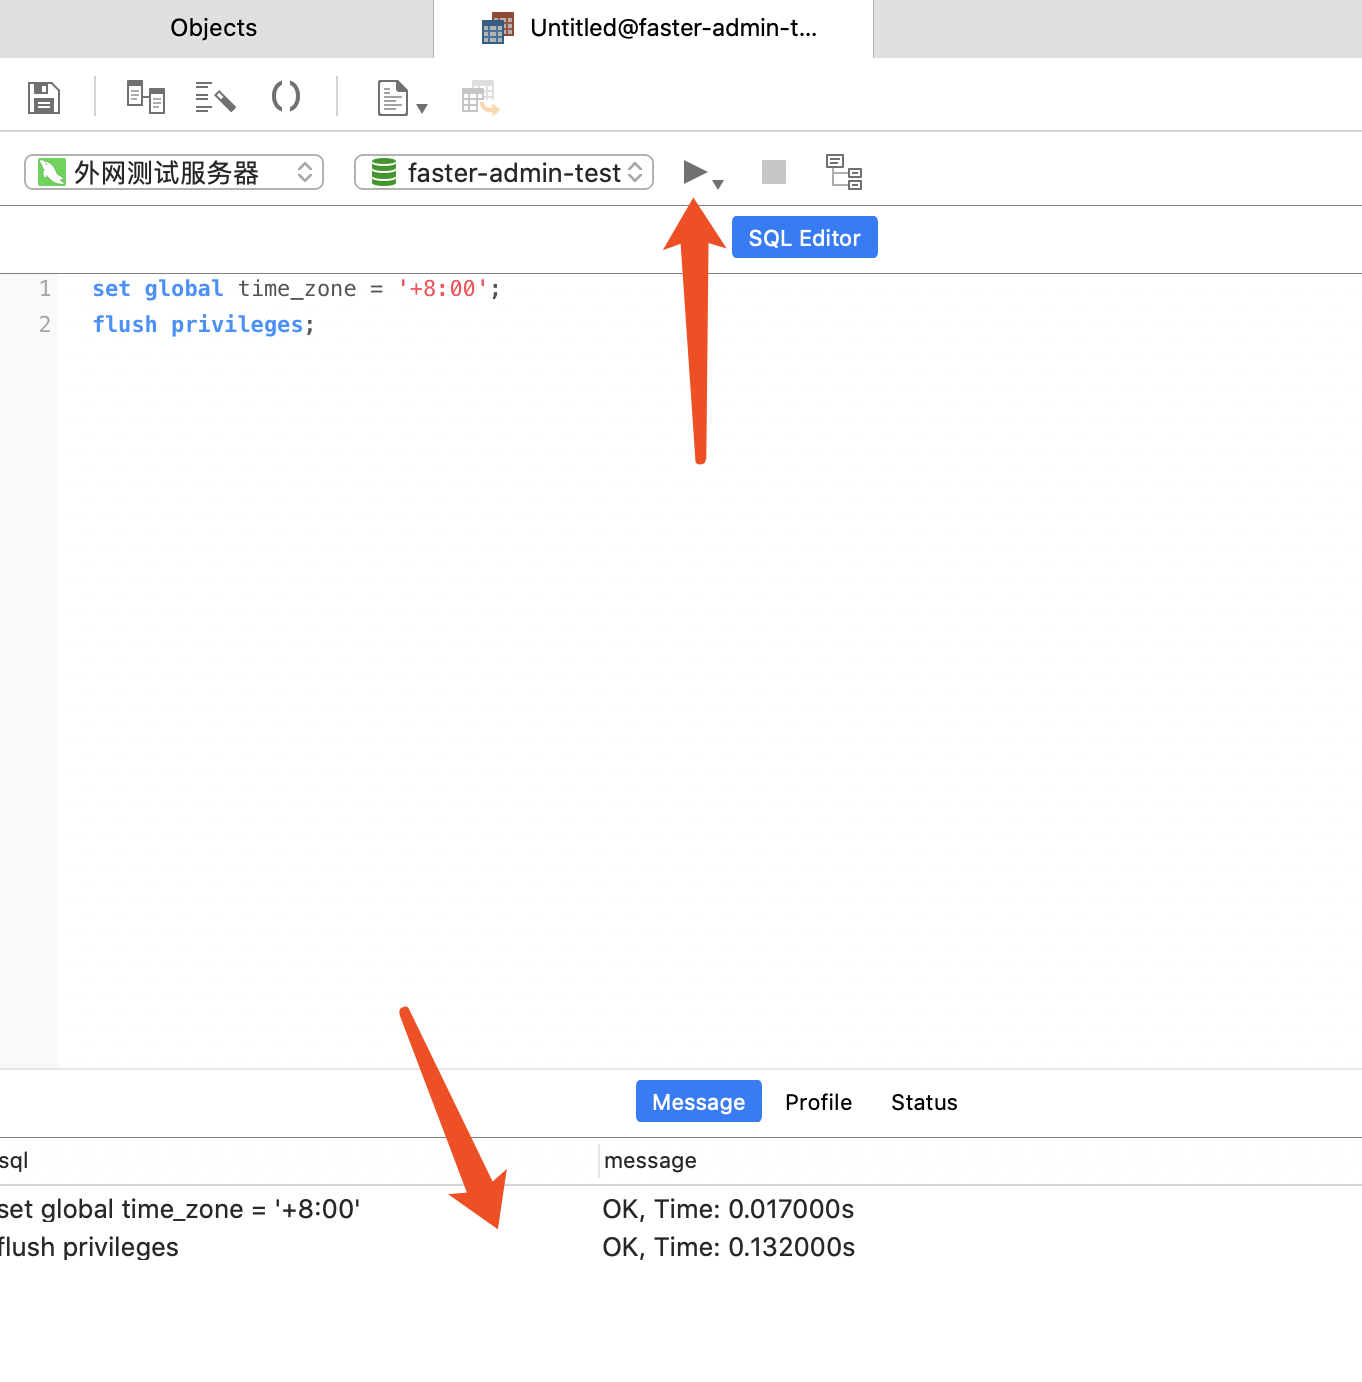 Objects
Untitled@faster-admin-t...
外网测试服务器
faster-admin-test
SQL Editor
1 set global time_zone = '+8:00';
2 flush privileges;
Message Profile Status
sql message
set global time_zone = '+8:00' OK, Time: 0.017000s
flush privileges OK, Time: 0.132000s